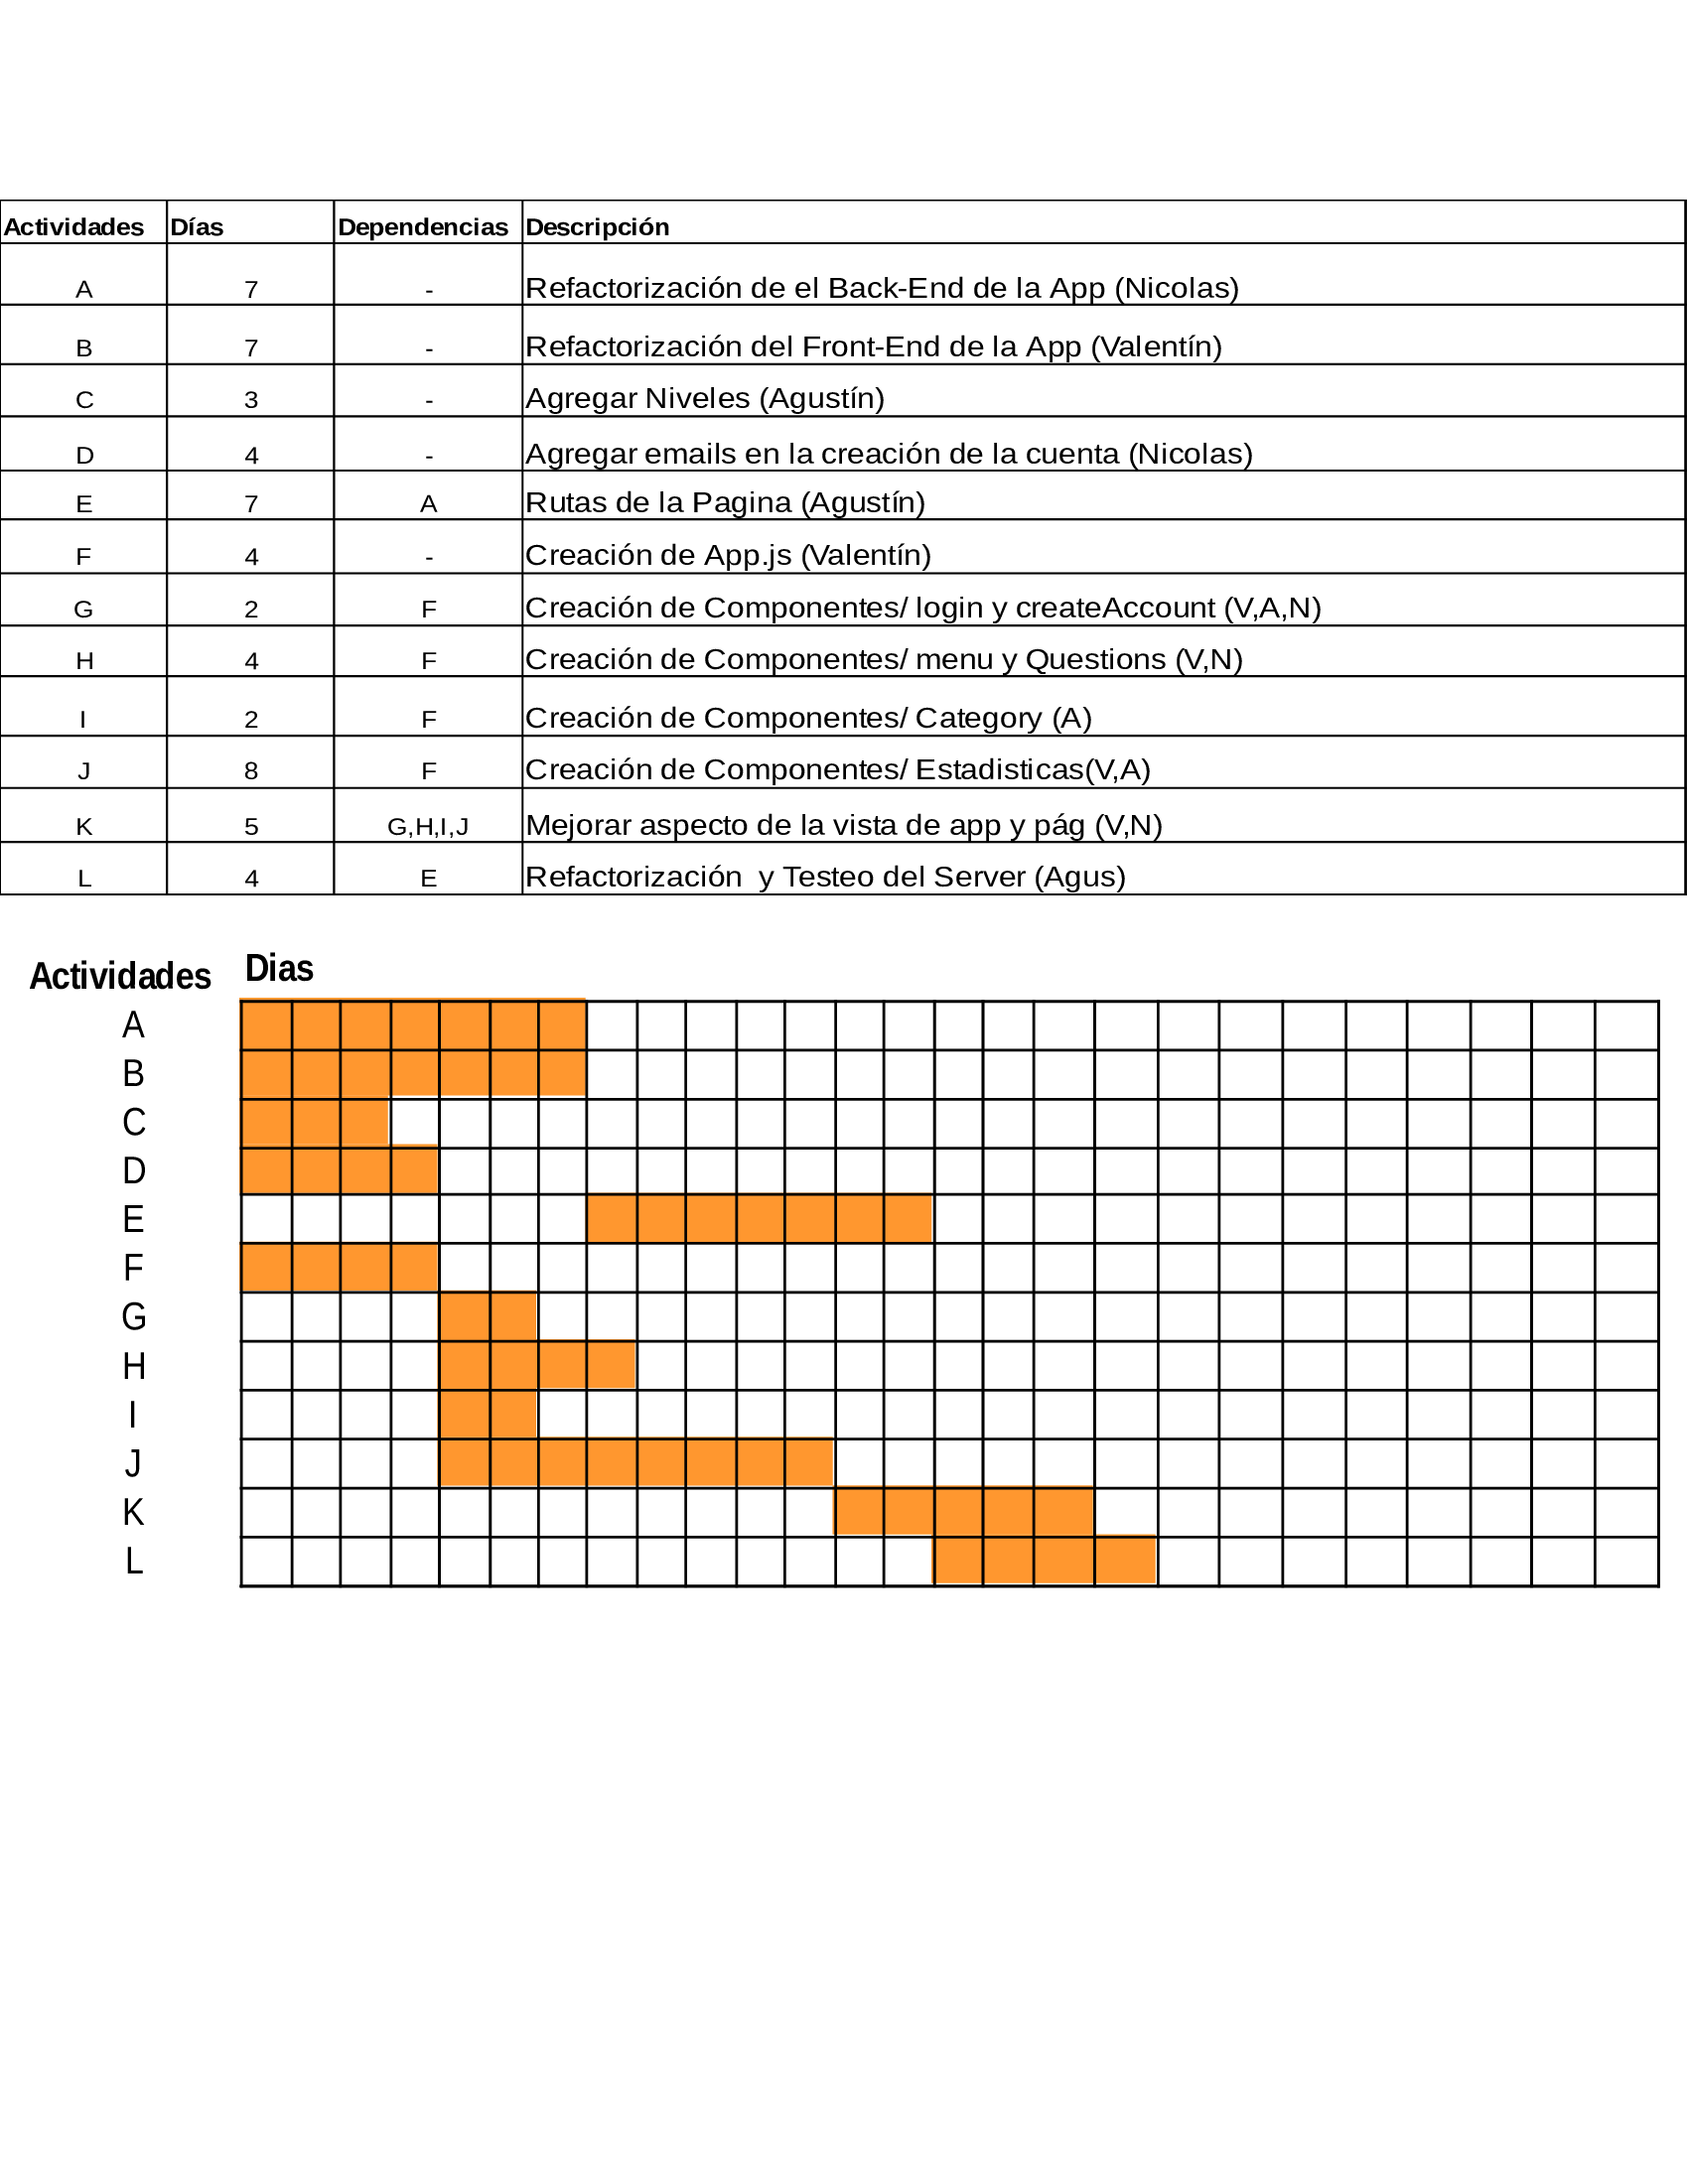 Actividades Días Dependencias Descripción
A 7 - Refactorización de el Back-End de la App (Nicolas)
B 7 - Refactorización del Front-End de la App (Valentín)
C 3 - Agregar Niveles (Agustín)
D 4 - Agregar emails en la creación de la cuenta (Nicolas)
E 7 A Rutas de la Pagina (Agustín)
F 4 - Creación de App.js (Valentín)
G 2 F Creación de Componentes/ login y createAccount (V,A,N)
H 4 F Creación de Componentes/ menu y Questions (V,N)
I 2 F Creación de Componentes/ Category (A)
J 8 F Creación de Componentes/ Estadisticas(V,A)
K 5 G,H,I,J Mejorar aspecto de la vista de app y pág (V,N)
L 4 E Refactorización  y Testeo del Server (Agus)
Actividades Dias
A
B
C
D
E
F
G
H
I
J
K
L